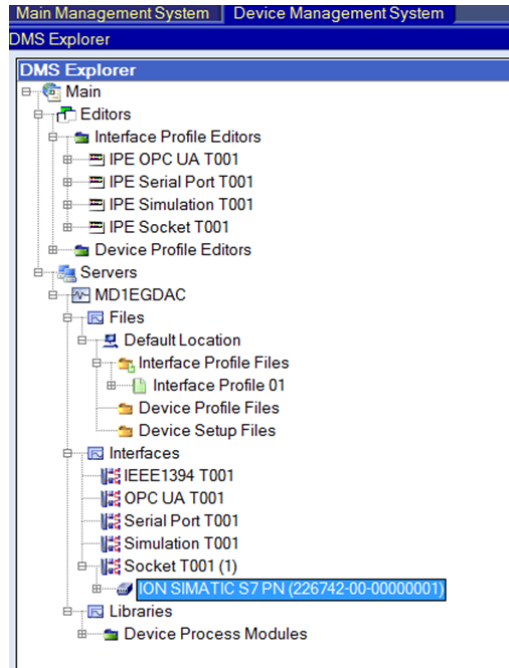 Main Management System Device Management System
DMS Explorer
DMS Explorer
Main
Editors
Interface Profile Editors
IPE OPC UA T001
IPE Serial Port T001
IPE Simulation T001
IPE Socket T001
Device Profile Editors
Servers
MD1EGDAC
Files
Default Location
Interface Profile Files
Interface Profile 01
Device Profile Files
Device Setup Files
Interfaces
IEEE1394 T001
OPC UA T001
Serial Port T001
Simulation T001
Socket T001 (1)
ION SIMATIC S7 PN (226742-00-00000001)
Libraries
Device Process Modules